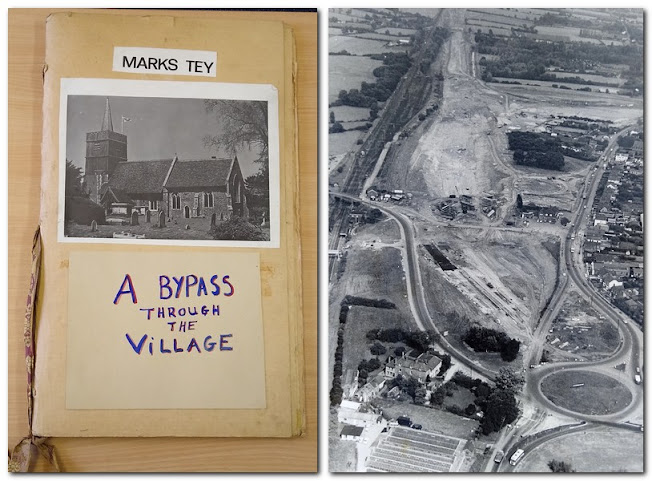 MARKS TEY
A BYPASS
THROUGH
THE
VILLAGE